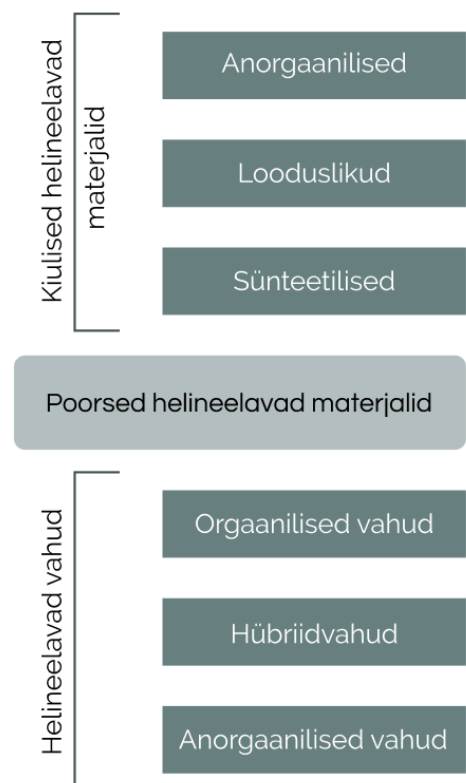 Kiulised helineelavad
materjalid
Anorgaanilised
Looduslikud
Sünteetilised
Poorsed helineelavad materjalid
Helineelavad vahud
Orgaanilised vahud
Hübriidvahud
Anorgaanilised vahud